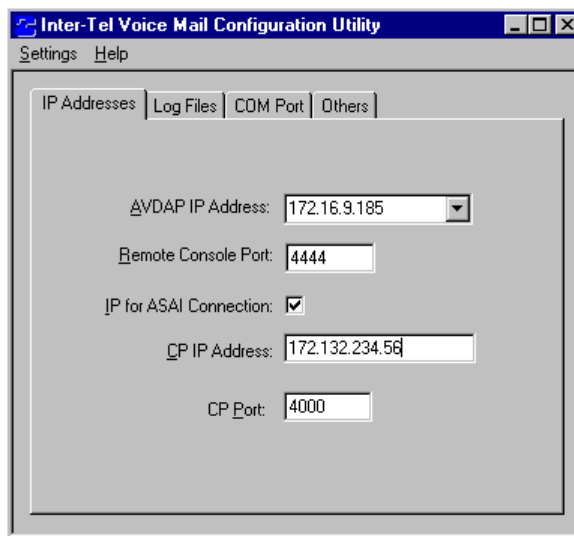 Inter-Tel Voice Mail Configuration Utility
Settings Help
IP Addresses Log Files COM Port Others
AVDAP IP Address: 172.16.9.185
Remote Console Port: 4444
IP for ASAI Connection:
CP IP Address: 172.132.234.56
CP Port: 4000